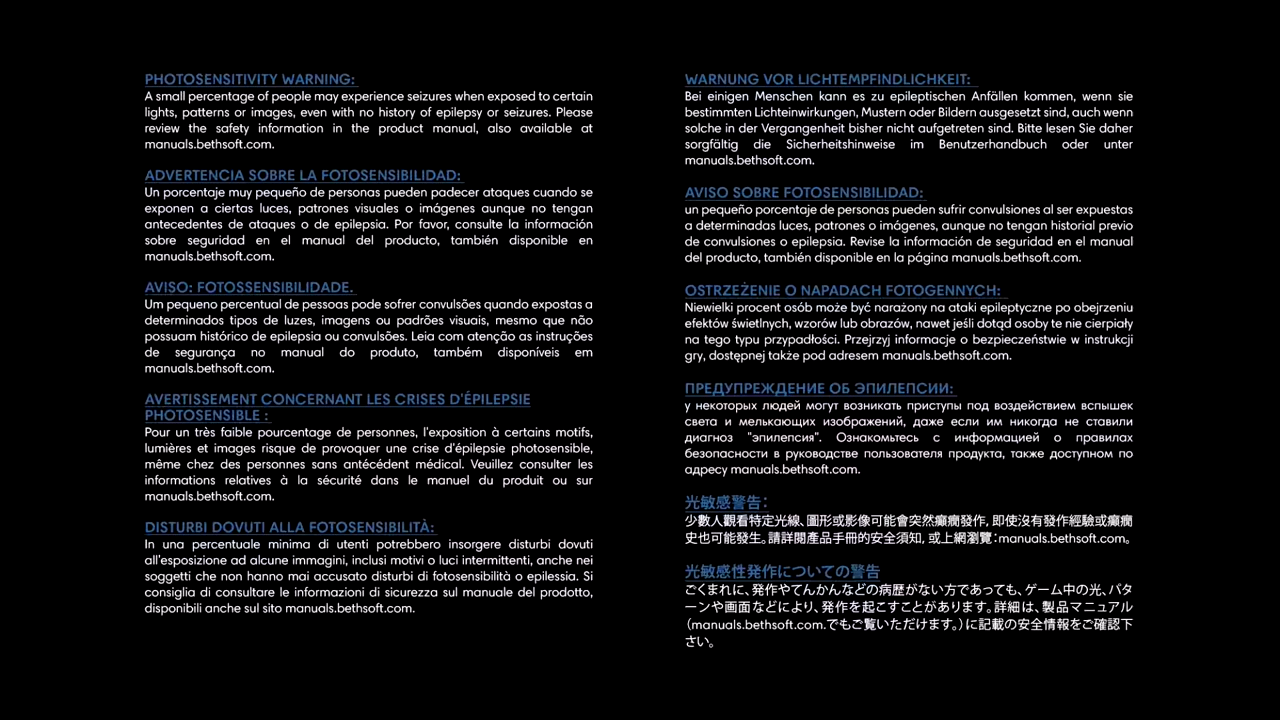 PHOTOSENSITIVITY WARNING:
A small percentage of people may experience seizures when exposed to certain
lights, patterns or images, even with no history of epilepsy or seizures. Please
review the safety information in the product manual, also available at
manuals.bethsoft.com.
ADVERTENCIA SOBRE LA FOTOSENSIBILIDAD:
Un porcentaje muy pequeño de personas pueden padecer ataques cuando se
exponen a ciertas luces, patrones visuales o imágenes aunque no tengan
antecedentes de ataques o de epilepsia. Por favor, consulte la información
sobre seguridad en el manual del producto, también disponible en
manuals.bethsoft.com.
AVISO: FOTOSSENSIBILIDADE.
Um pequeno percentual de pessoas pode sofrer convulsões quando expostas a
determinados tipos de luzes, imagens ou padrões visuais, mesmo que não
possuam histórico de epilepsia ou convulsões. Leia com atenção as instruções
de segurança no manual do produto, também disponíveis em
manuals.bethsoft.com.
AVERTISSEMENT CONCERNANT LES CRISES D'ÉPILEPSIE
PHOTOSENSIBLE :
Pour un très faible pourcentage de personnes, l'exposition à certains motifs,
lumières et images risque de provoquer une crise d'épilepsie photosensible,
même chez des personnes sans antécédent médical. Veuillez consulter les
informations relatives à la sécurité dans le manuel du produit ou sur
manuals.bethsoft.com.
DISTURBI DOVUTI ALLA FOTOSENSIBILITÀ:
In una percentuale minima di utenti potrebbero insorgere disturbi dovuti
all'esposizione ad alcune immagini, inclusi motivi o luci intermittenti, anche nei
soggetti che non hanno mai accusato disturbi di fotosensibilità o epilessia. Si
consiglia di consultare le informazioni di sicurezza sul manuale del prodotto,
disponibili anche sul sito manuals.bethsoft.com.
WARNUNG VOR LICHTEMPFINDLICHKEIT:
Bei einigen Menschen kann es zu epileptischen Anfällen kommen, wenn sie
bestimmten Lichteinwirkungen, Mustern oder Bildern ausgesetzt sind, auch wenn
solche in der Vergangenheit bisher nicht aufgetreten sind. Bitte lesen Sie daher
sorgfältig die Sicherheitshinweise im Benutzerhandbuch oder unter
manuals.bethsoft.com.
AVISO SOBRE FOTOSENSIBILIDAD:
un pequeño porcentaje de personas pueden sufrir convulsiones al ser expuestas
a determinadas luces, patrones o imágenes, aunque no tengan historial previo
de convulsiones o epilepsia. Revise la información de seguridad en el manual
del producto, también disponible en la página manuals.bethsoft.com.
OSTRZEŻENIE O NAPADACH FOTOGENNYCH:
Niewielki procent osób może być narażony na ataki epileptyczne po obejrzeniu
efektów świetlnych, wzorów lub obrazów, nawet jeśli dotąd osoby te nie cierpiały
na tego typu przypadłości. Przejrzyj informacje o bezpieczeństwie w instrukcji
gry, dostępnej także pod adresem manuals.bethsoft.com.
ПРЕДУПРЕЖДЕНИЕ ОБ ЭПИЛЕПСИИ:
у некоторых людей могут возникать приступы под воздействием вспышек
света и мелькающих изображений, даже если им никогда не ставили
диагноз "эпилепсия". Ознакомьтесь с информацией о правилах
безопасности в руководстве пользователя продукта, также доступном по
адресу manuals.bethsoft.com.
光敏感警告：
少數人觀看特定光線、圖形或影像可能會突然癲癇發作, 即使沒有發作經驗或癲癇
史也可能發生。請詳閱產品手冊的安全須知, 或上網瀏覽：manuals.bethsoft.com。
光敏感性発作についての警告
ごくまれに、発作やてんかんなどの病歴がない方であっても、ゲーム中の光、パタ
ーンや画面などにより、発作を起こすことがあります。詳細は、製品マニュアル
（manuals.bethsoft.com.でもご覧いただけます。）に記載の安全情報をご確認下
さい。